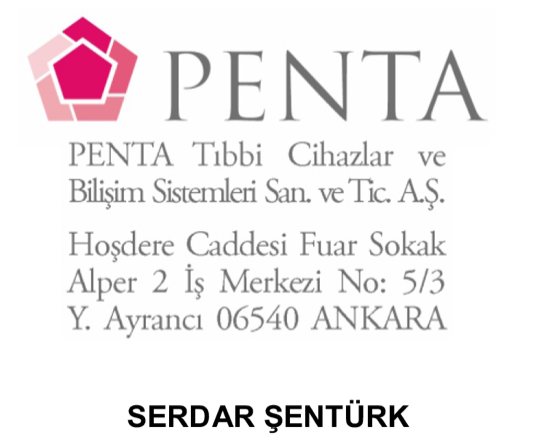 PENTA
PENTA Tıbbi Cihazlar ve
Bilişim Sistemleri San. ve Tic. A.Ş.
Hoşdere Caddesi Fuar Sokak
Alper 2 İş Merkezi No: 5/3
Y. Ayrancı 06540 ANKARA
SERDAR ŞENTÜRK